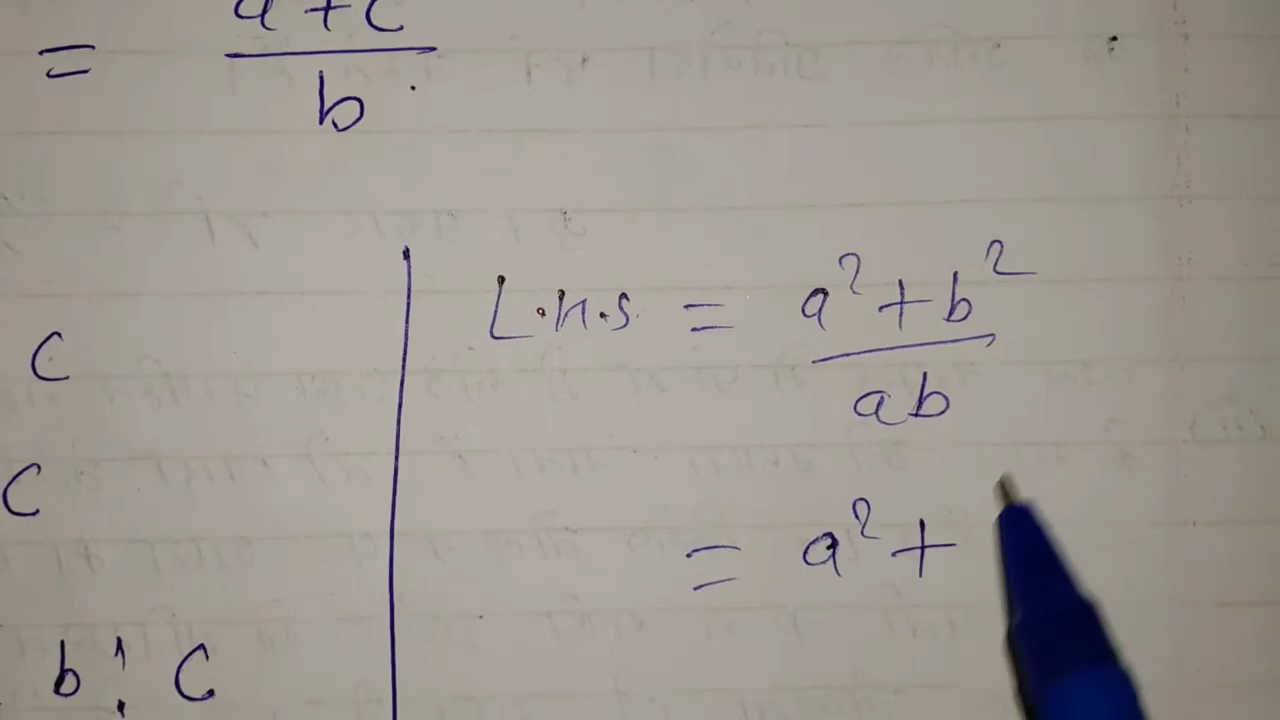 = a+c/b
C
C
b : C
L.H.S = a²+b²/ab
= a²+